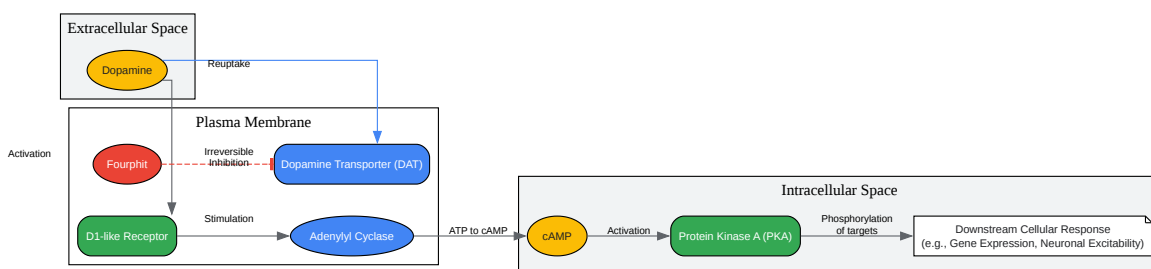 Extracellular Space
Dopamine
Reuptake
Plasma Membrane
Activation
Fourphit
Irreversible
Inhibition
Dopamine Transporter (DAT)
Intracellular Space
D1-like Receptor
Stimulation
Adenylyl Cyclase
ATP to cAMP
cAMP
Activation
Protein Kinase A (PKA)
Phosphorylation
of targets
Downstream Cellular Response
(e.g., Gene Expression, Neuronal Excitability)